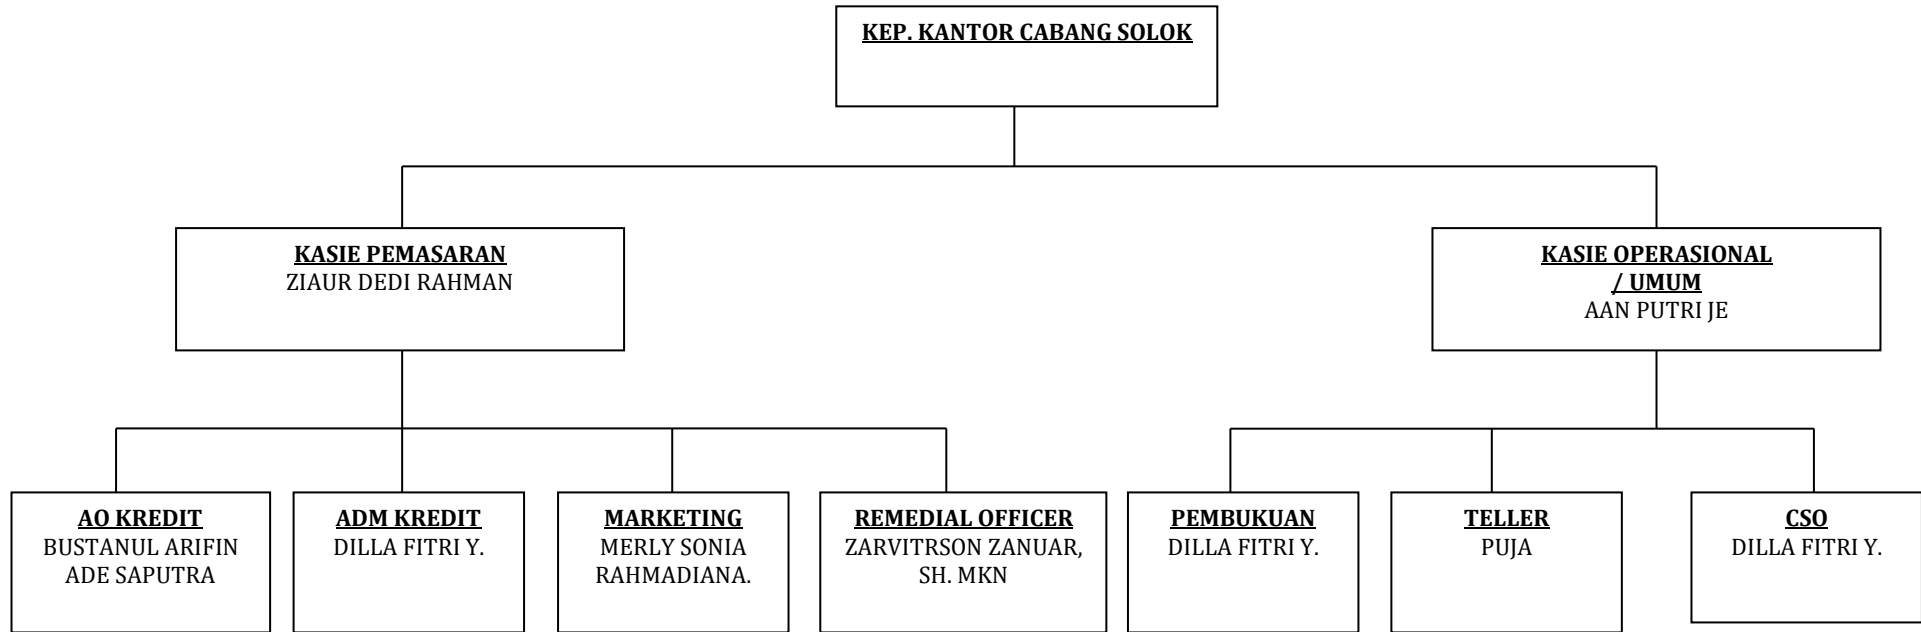 KEP. KANTOR CABANG SOLOK
KASIE PEMASARAN
ZIAUR DEDI RAHMAN
KASIE OPERASIONAL
/ UMUM
AAN PUTRI JE
AO KREDIT
BUSTANUL ARIFIN
ADE SAPUTRA
ADM KREDIT
DILLA FITRI Y.
MARKETING
MERLY SONIA
RAHMADIANA.
REMEDIAL OFFICER
ZARVITRSON ZANUAR,
SH. MKN
PEMBUKUAN
DILLA FITRI Y.
TELLER
PUJA
CSO
DILLA FITRI Y.